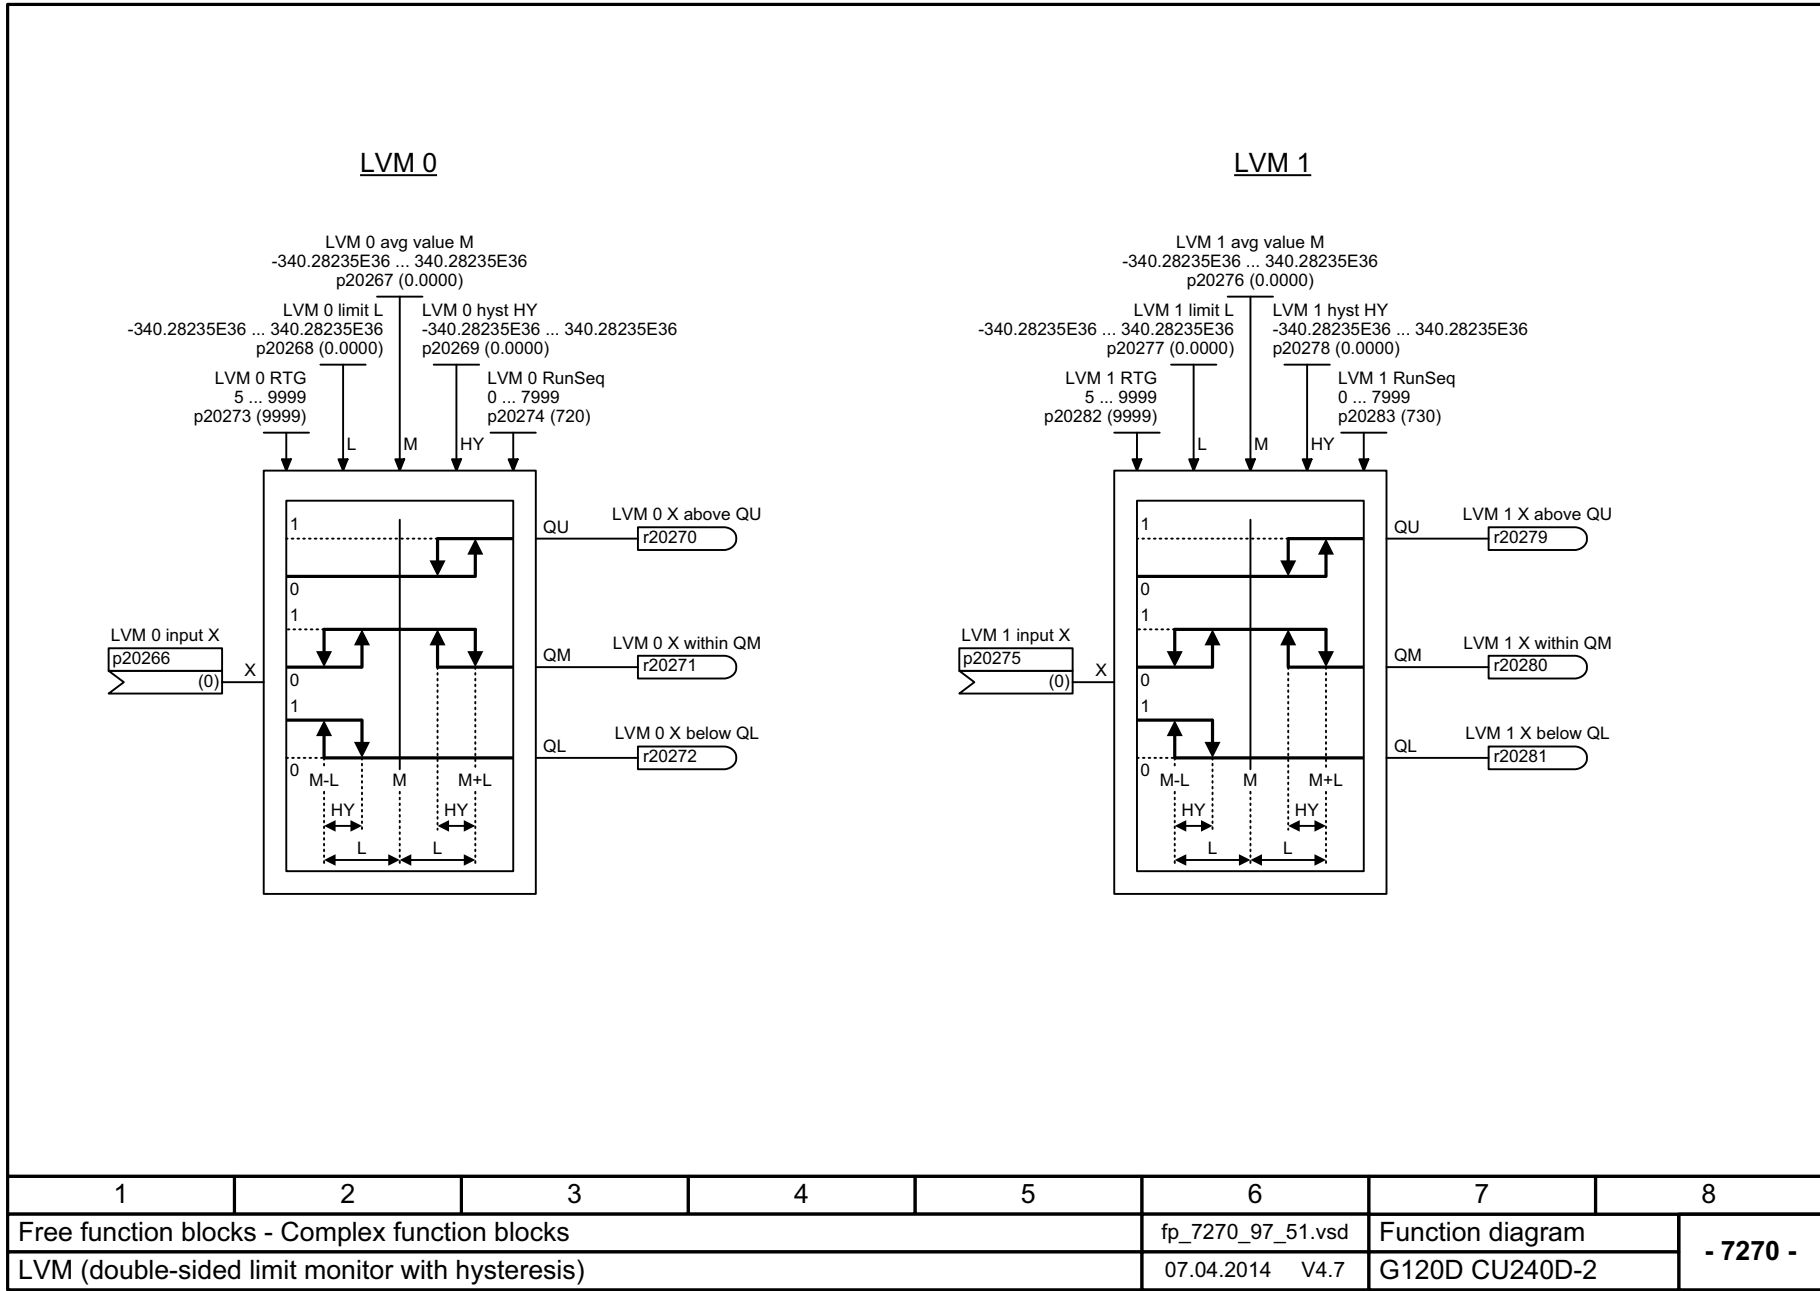 LVM 0
LVM 0 avg value M
-340.28235E36 ... 340.28235E36
p20267 (0.0000)
LVM 0 limit L
-340.28235E36 ... 340.28235E36
p20268 (0.0000)
LVM 0 hyst HY
-340.28235E36 ... 340.28235E36
p20269 (0.0000)
LVM 0 RTG
5 ... 9999
p20273 (9999)
LVM 0 RunSeq
0 ... 7999
p20274 (720)
L
M
HY
LVM 0 input X
p20266
(0)
X
1
0
1
0
1
0
M-L
M
M+L
HY
HY
L
L
QU
LVM 0 X above QU
r20270
QM
LVM 0 X within QM
r20271
QL
LVM 0 X below QL
r20272
LVM 1
LVM 1 avg value M
-340.28235E36 ... 340.28235E36
p20276 (0.0000)
LVM 1 limit L
-340.28235E36 ... 340.28235E36
p20277 (0.0000)
LVM 1 hyst HY
-340.28235E36 ... 340.28235E36
p20278 (0.0000)
LVM 1 RTG
5 ... 9999
p20282 (9999)
LVM 1 RunSeq
0 ... 7999
p20283 (730)
L
M
HY
LVM 1 input X
p20275
(0)
X
1
0
1
0
1
0
M-L
M
M+L
HY
HY
L
L
QU
LVM 1 X above QU
r20279
QM
LVM 1 X within QM
r20280
QL
LVM 1 X below QL
r20281
1 2 3 4 5 6 7 8
Free function blocks - Complex function blocks
fp_7270_97_51.vsd
Function diagram
- 7270 -
LVM (double-sided limit monitor with hysteresis)
07.04.2014 V4.7
G120D CU240D-2